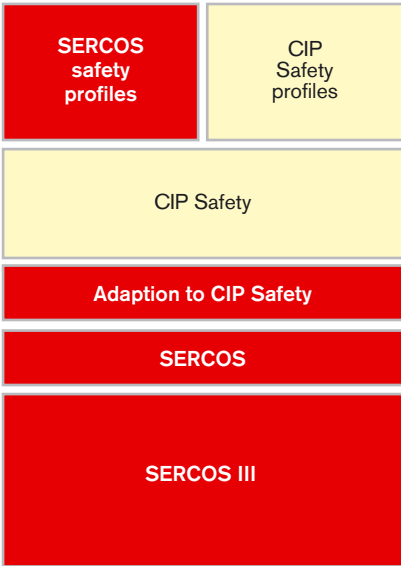 SERCOS
safety
profiles
CIP
Safety
profiles
CIP Safety
Adaption to CIP Safety
SERCOS
SERCOS III